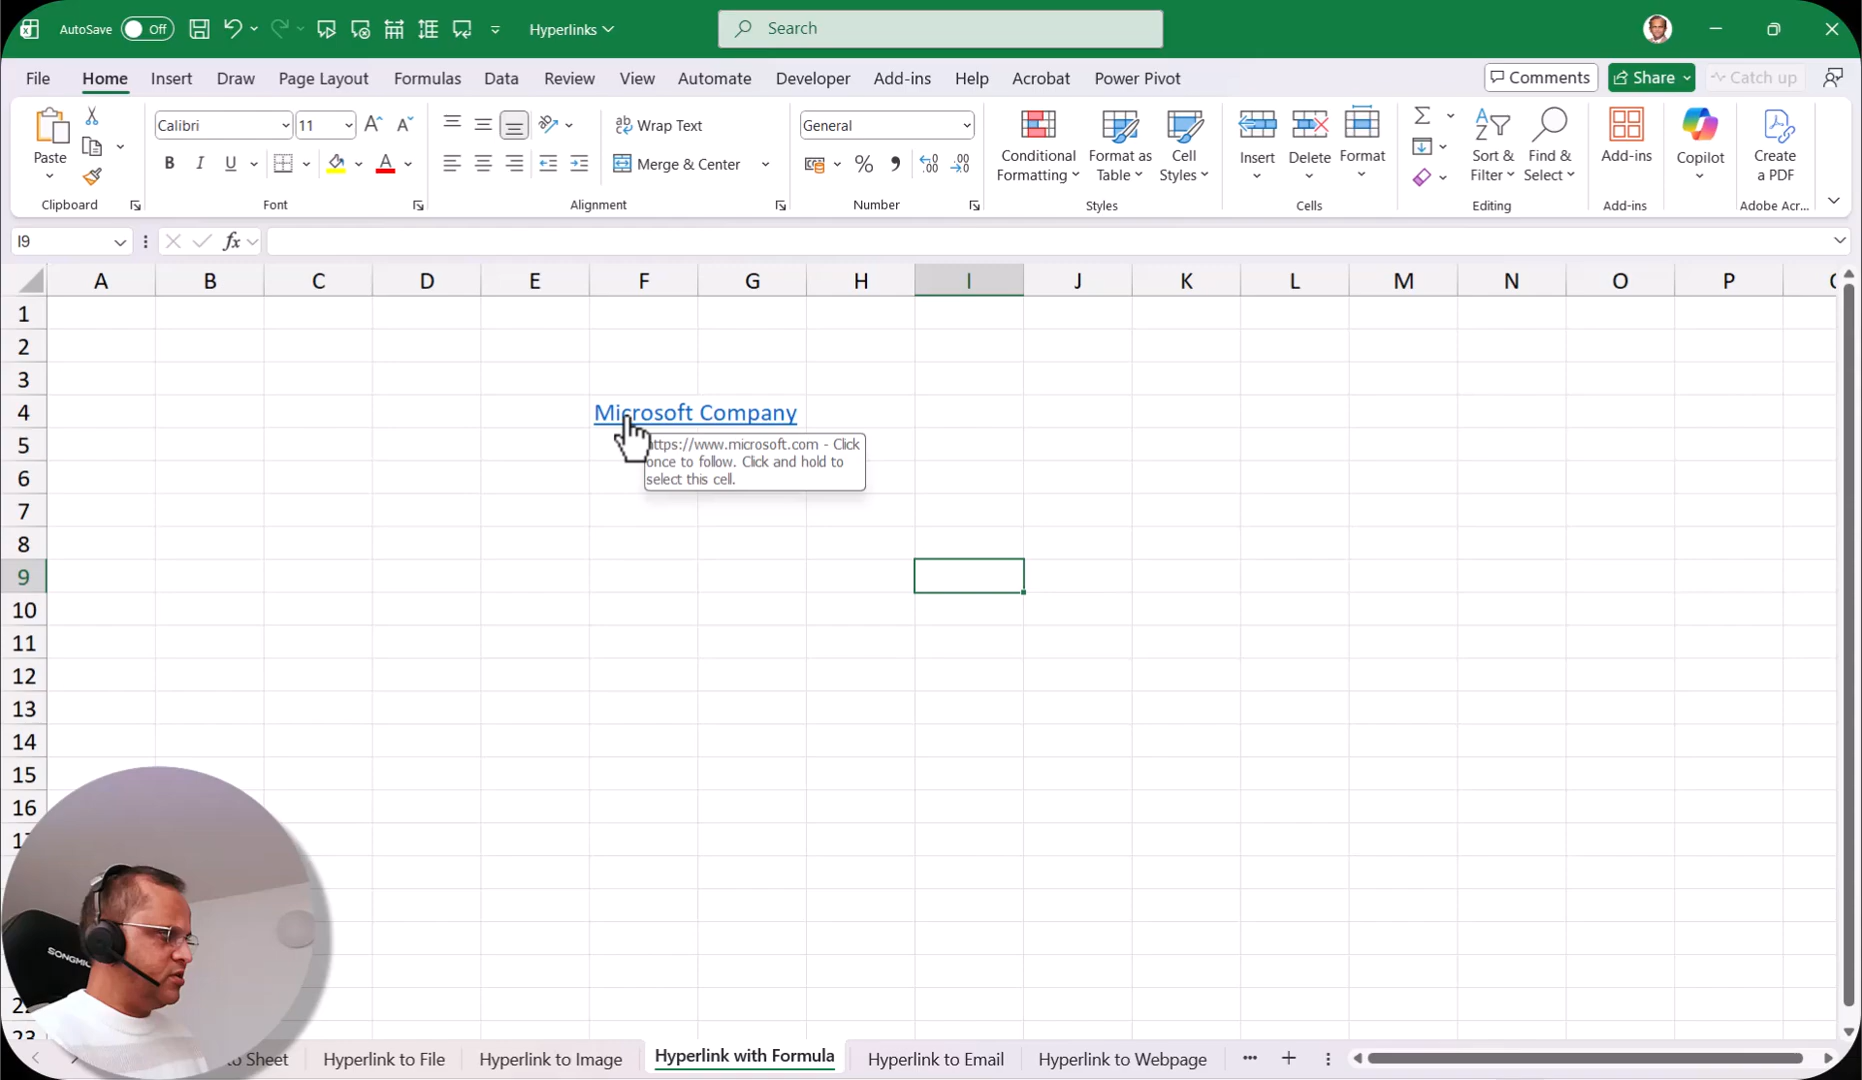 AutoSave Off Hyperlinks Search
File Home Insert Draw Page Layout Formulas Data Review View Automate Developer Add-ins Help Acrobat Power Pivot Comments Share Catch up
Calibri 11 Wrap Text General
Paste Merge & Center Conditional Formatting Format as Table Cell Styles Insert Delete Format Sort & Filter Find & Select Add-ins Copilot Create a PDF
Clipboard Font Alignment Number Styles Cells Editing Add-ins Adobe Acr...
I9 fx
A B C D E F G H I J K L M N O P
1
2
3
4 Microsoft Company
5 https://www.microsoft.com - Click
once to follow. Click and hold to
6 select this cell.
7
8
9
10
11
12
13
14
15
16
23
SONGMIC
Sheet Hyperlink to File Hyperlink to Image Hyperlink with Formula Hyperlink to Email Hyperlink to Webpage ...